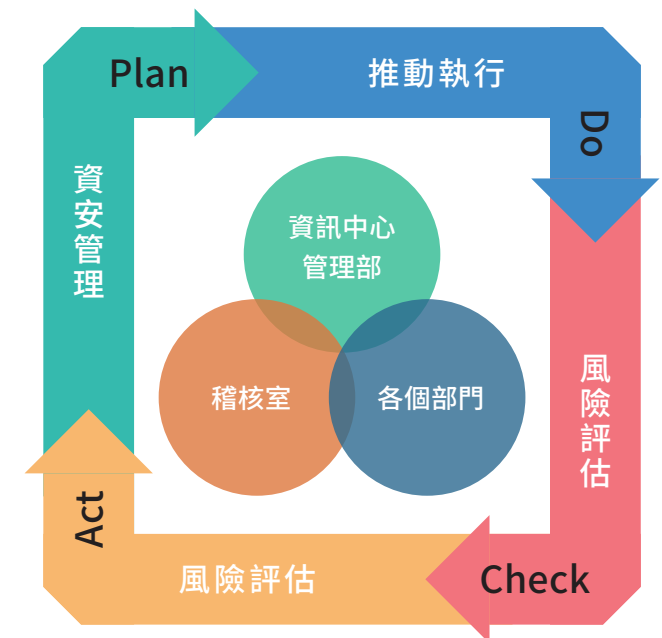 Plan
推動執行
Do
資安管理
資訊中心
管理部
稽核室
各個部門
風險評估
Act
風險評估
Check